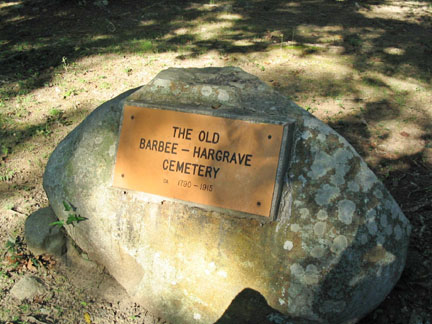 THE OLD
BARBEE - HARGRAVE
CEMETERY
1790-1915